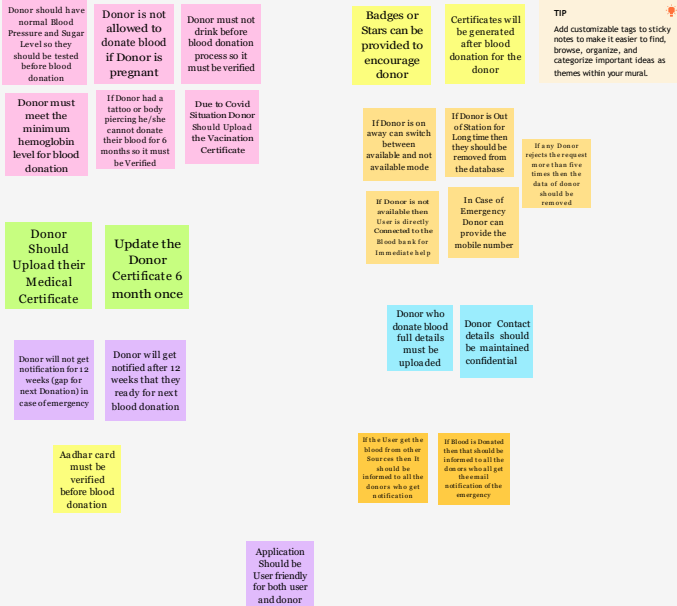 Donor should have
normal Blood
Pressure and Sugar
Level so they
should be tested
before blood
donation
Donor is not
allowed to
donate blood
if Donor is
pregnant
Donor must not
drink before
blood donation
process so it
must be verified
Donor must
meet the
minimum
hemoglobin
level for blood
donation
If Donor had a
tattoo or body
piercing he/she
cannot donate
their blood for 6
months so it must
be Verified
Due to Covid
Situation Donor
Should Upload
the Vacination
Certificate
Badges or
Stars can be
provided to
encourage
donor
Certificates will
be generated
after blood
donation for the
donor
TIP
Add customizable tags to sticky
notes to make it easier to find,
browse, organize, and
categorize important ideas as
themes within your mural.
If Donor is on
away can switch
between
available and not
available mode
If Donor is Out
of Station for
Long time then
they should be
removed from
the database
If any Donor
rejects the request
more than five
times then the
data of donor
should be
removed
If Donor is not
available then
User is directly
Connected to the
Blood bank for
Immediate help
In Case of
Emergency
Donor can
provide the
mobile number
Donor
Should
Upload their
Medical
Certificate
Update the
Donor
Certificate 6
month once
Donor who
donate blood
full details
must be
uploaded
Donor Contact
details should
be maintained
confidential
Donor will not get
notification for 12
weeks (gap for
next Donation) in
case of emergency
Donor will get
notified after 12
weeks that they
ready for next
blood donation
Aadhar card
must be
verified
before blood
donation
If the User get the
blood from other
Sources then It
should be
informed to all the
donors who get
notification
If Blood is Donated
then that should be
informed to all the
donors who all get
the email
notification of the
emergency
Application
Should be
User friendly
for both user
and donor